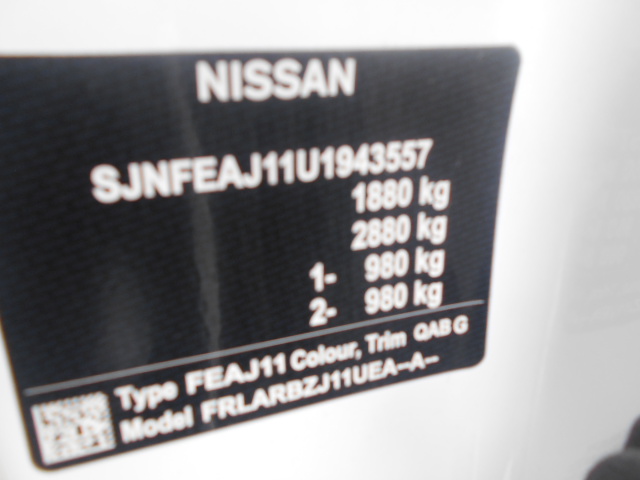 NISSAN
SJNFEAJ11U1943557
1880 kg
2880 kg
1- 980 kg
2- 980 kg
Type FEAJ11 Colour, Trim QAB G
Model FRLARBZJ11UEA--A--